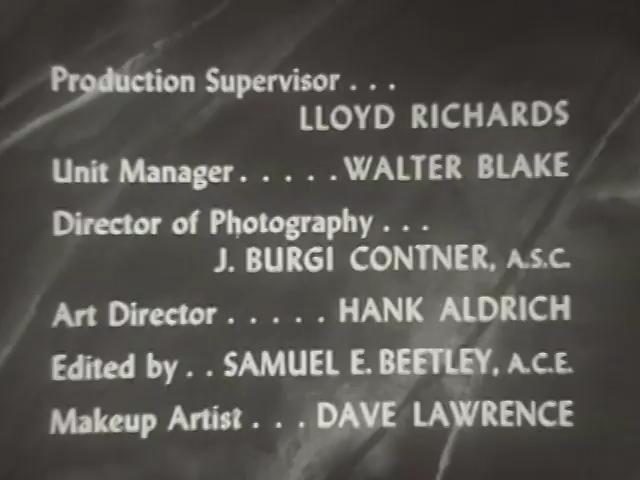 Production Supervisor . . .
LLOYD RICHARDS
Unit Manager . . . . . WALTER BLAKE
Director of Photography . . .
J. BURGI CONTNER, A.S.C.
Art Director . . . . . HANK ALDRICH
Edited by . . SAMUEL E. BEETLEY, A.C.E.
Makeup Artist . . . DAVE LAWRENCE